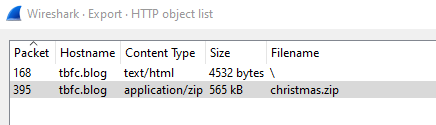 Wireshark · Export · HTTP object list
Packet Hostname Content Type Size Filename
168 tbfc.blog text/html 4532 bytes \
395 tbfc.blog application/zip 565 kB christmas.zip